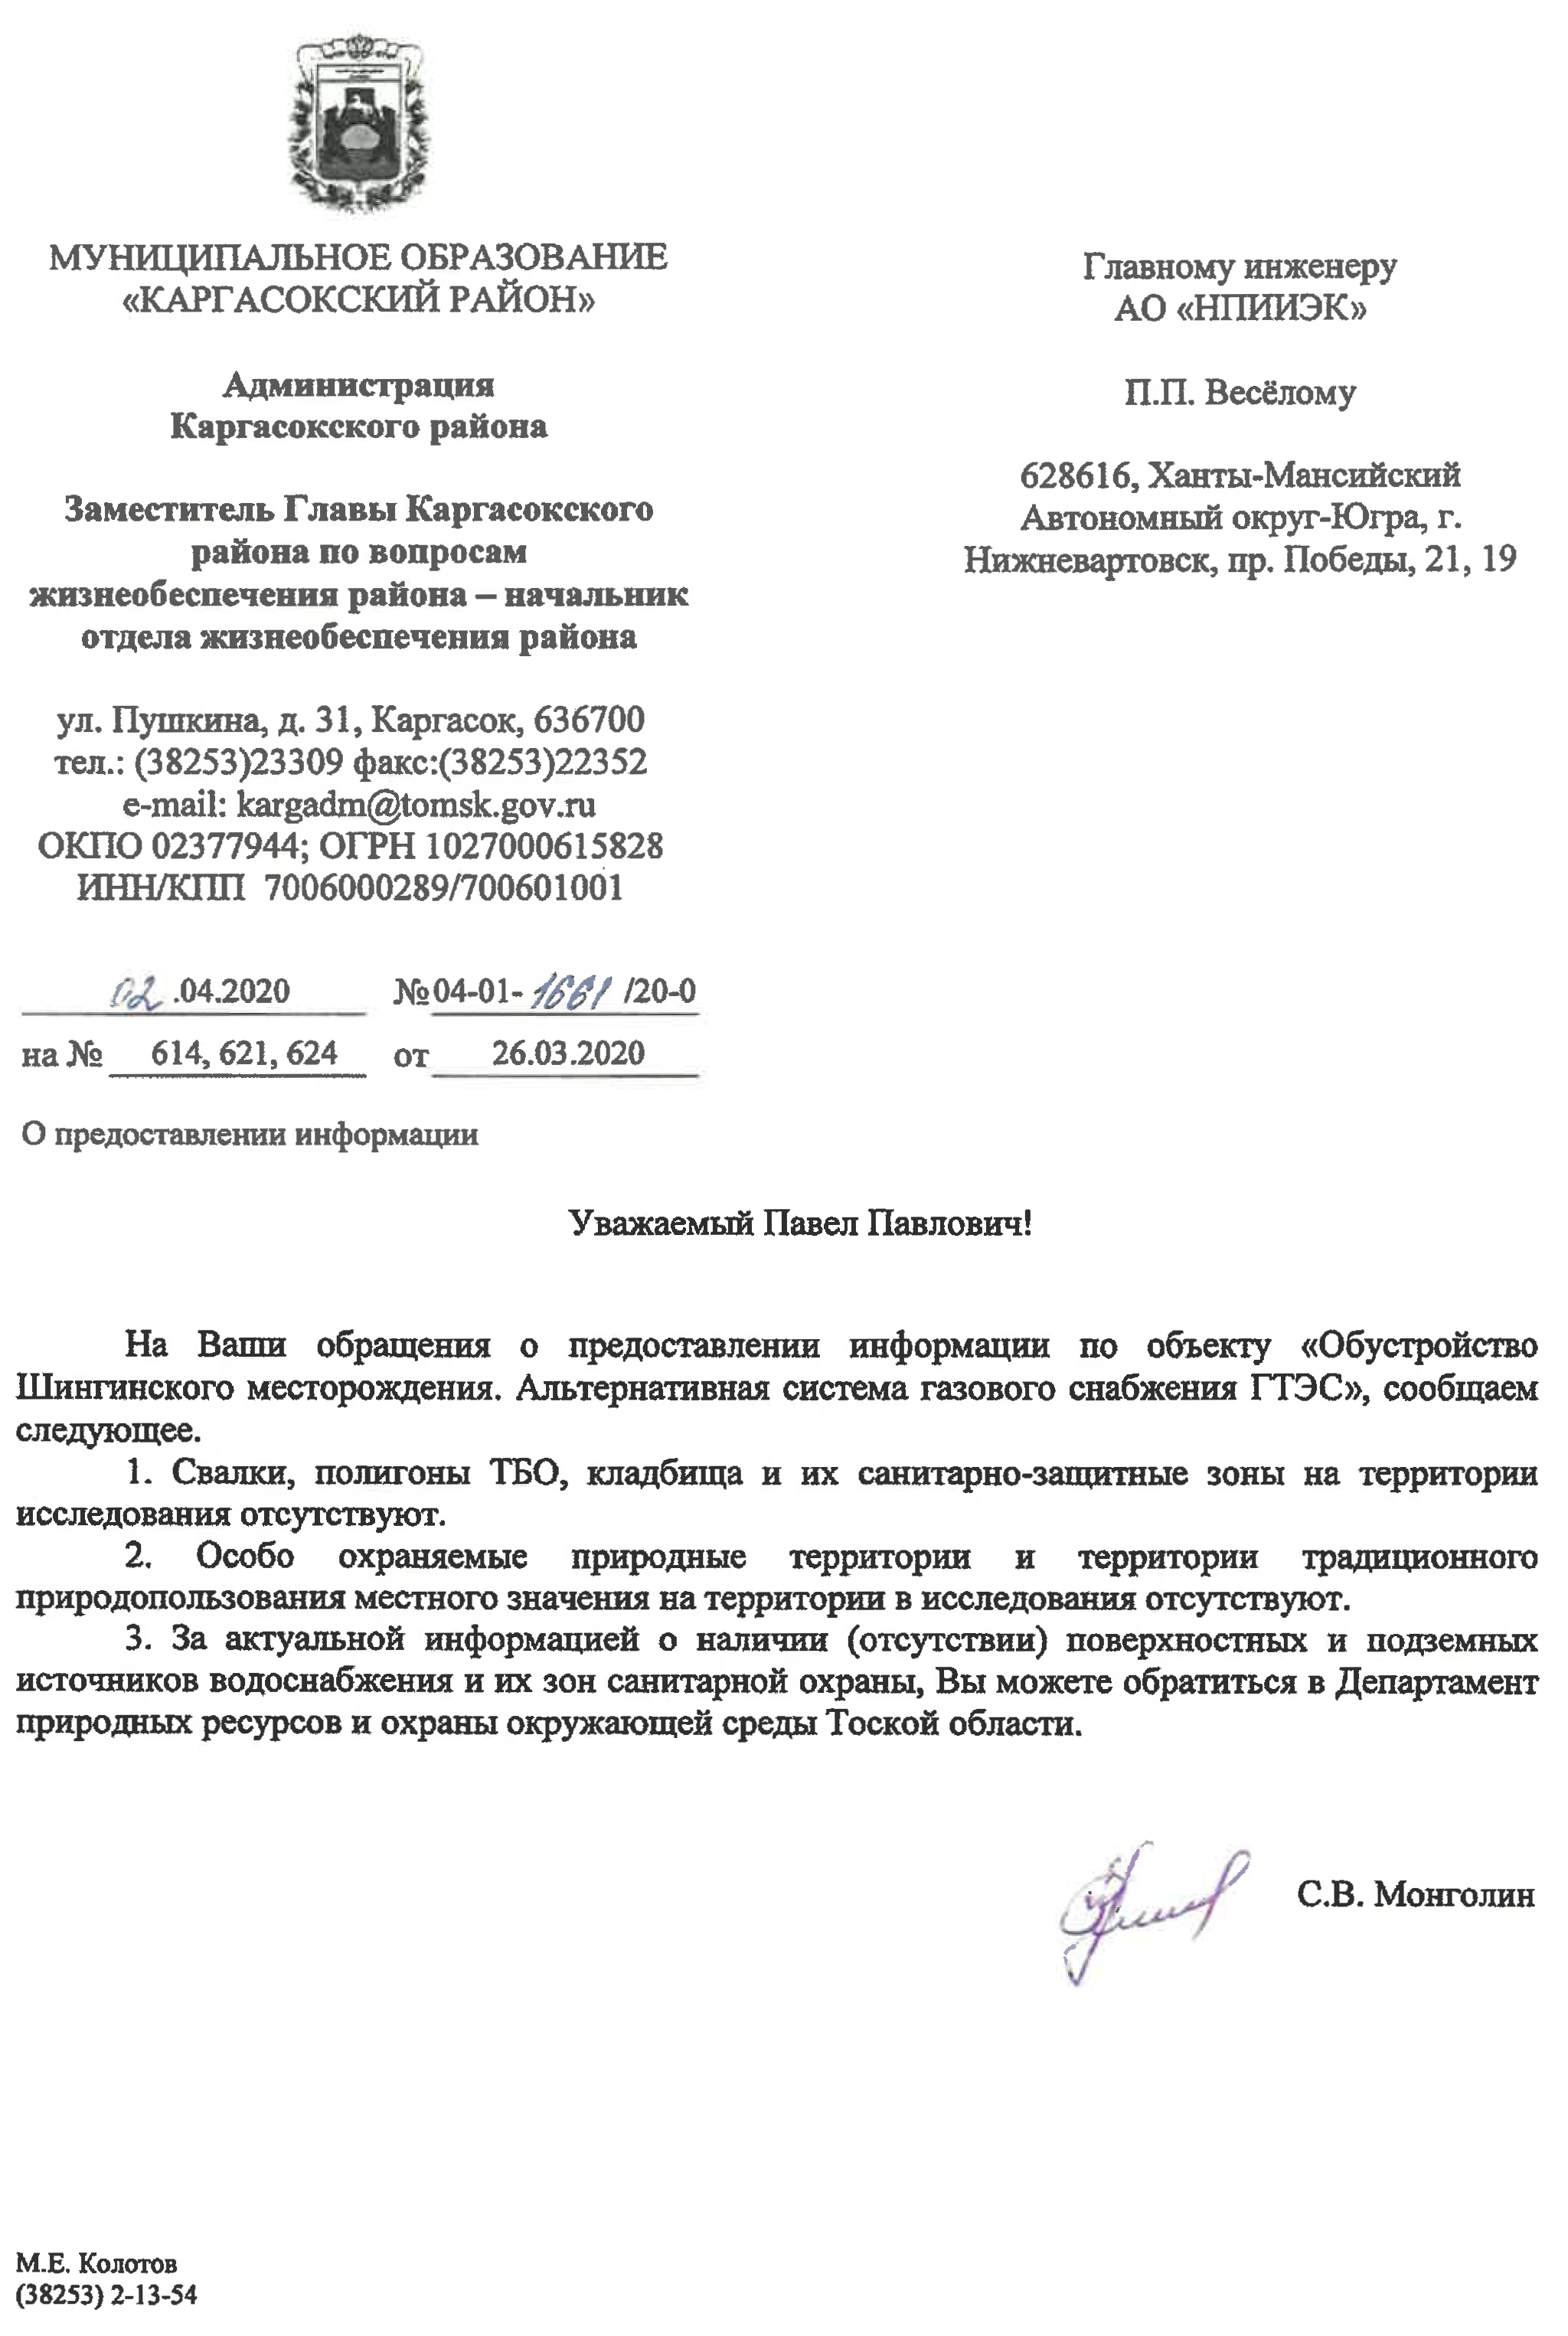 МУНИЦИПАЛЬНОЕ ОБРАЗОВАНИЕ
«КАРГАСОКСКИЙ РАЙОН»
Администрация
Каргасокского района
Заместитель Главы Каргасокского
района по вопросам
жизнеобеспечения района – начальник
отдела жизнеобеспечения района
ул. Пушкина, д. 31, Каргасок, 636700
тел.: (38253)23309 факс:(38253)22352
e-mail: kargadm@tomsk.gov.ru
ОКПО 02377944; ОГРН 1027000615828
ИНН/КПП 7006000289/700601001
02 .04.2020 №04-01- 1661 /20-0
на № 614, 621, 624 от 26.03.2020
О предоставлении информации
Главному инженеру
АО «НПИИЭК»
П.П. Весёлому
628616, Ханты-Мансийский
Автономный округ-Югра, г.
Нижневартовск, пр. Победы, 21, 19
Уважаемый Павел Павлович!
На Ваши обращения о предоставлении информации по объекту «Обустройство
Шингинского месторождения. Альтернативная система газового снабжения ГТЭС», сообщаем
следующее.
1. Свалки, полигоны ТБО, кладбища и их санитарно-защитные зоны на территории
исследования отсутствуют.
2. Особо охраняемые природные территории и территории традиционного
природопользования местного значения на территории в исследования отсутствуют.
3. За актуальной информацией о наличии (отсутствии) поверхностных и подземных
источников водоснабжения и их зон санитарной охраны, Вы можете обратиться в Департамент
природных ресурсов и охраны окружающей среды Тоской области.
С.В. Монголин
М.Е. Колотов
(38253) 2-13-54